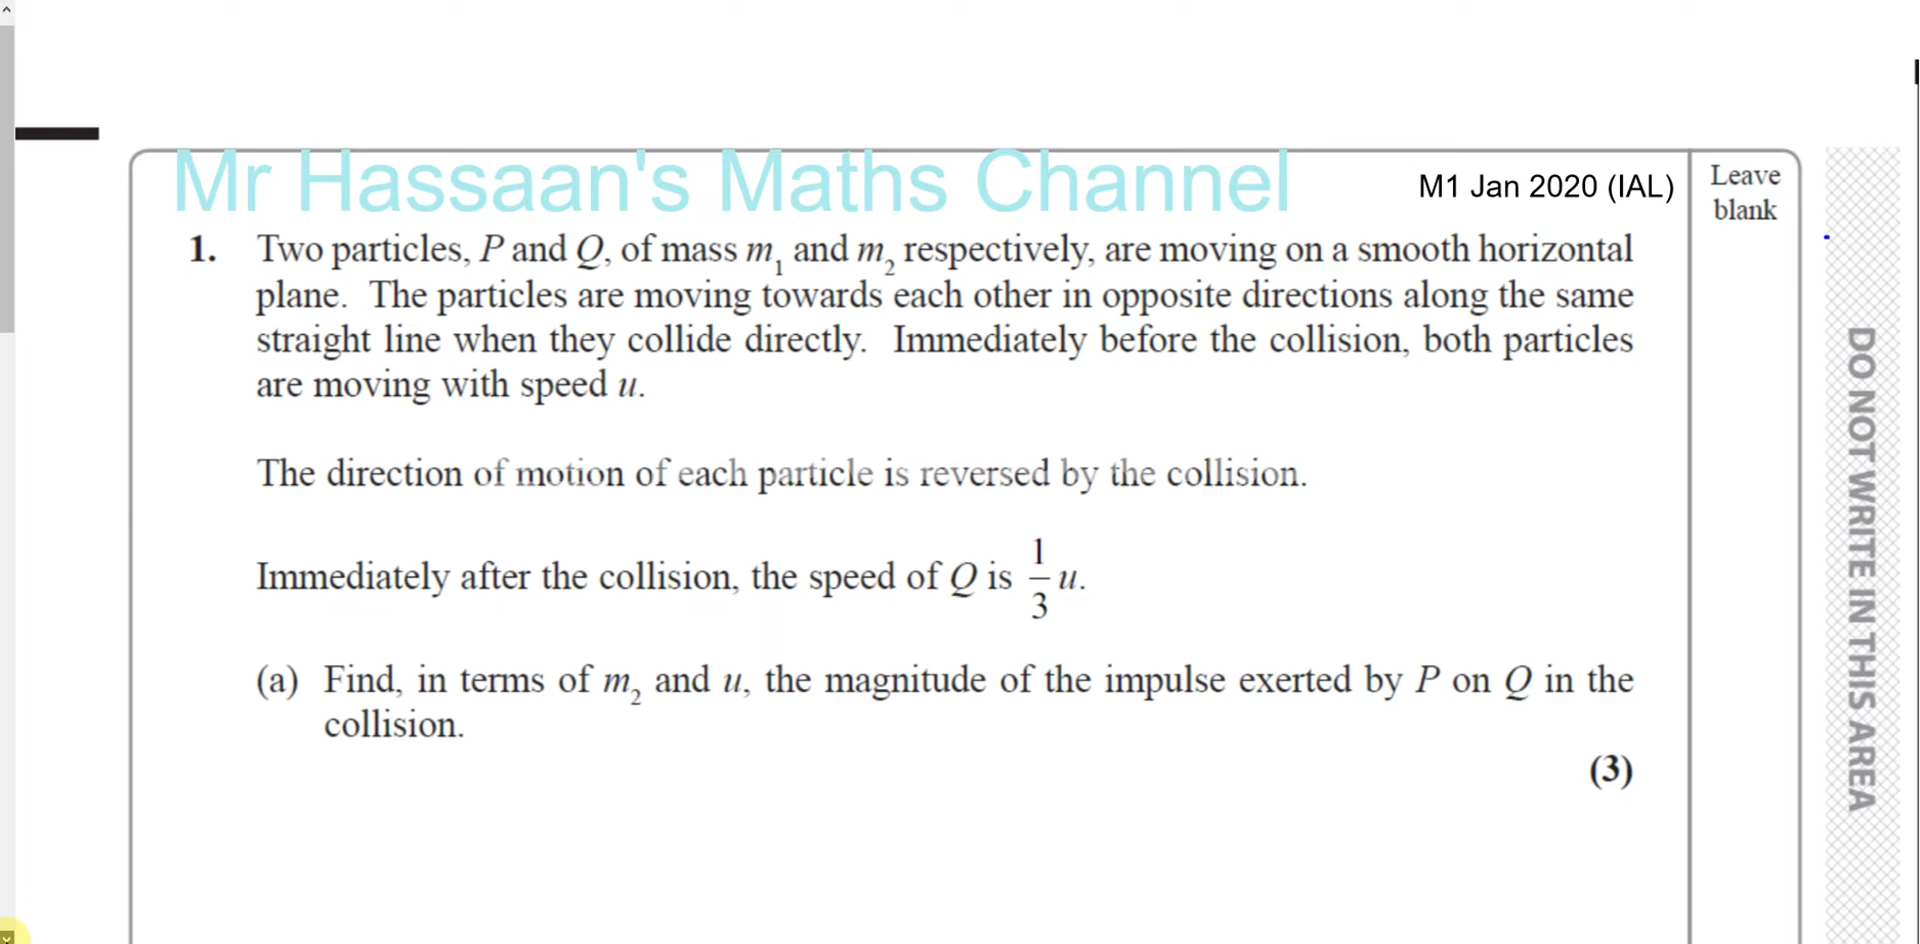 Mr Hassaan's Maths Channel
M1 Jan 2020 (IAL)
Leave
blank
1. Two particles, P and Q, of mass m₁ and m₂ respectively, are moving on a smooth horizontal
plane. The particles are moving towards each other in opposite directions along the same
straight line when they collide directly. Immediately before the collision, both particles
are moving with speed u.
The direction of motion of each particle is reversed by the collision.
Immediately after the collision, the speed of Q is 1/3 u.
(a) Find, in terms of m₂ and u, the magnitude of the impulse exerted by P on Q in the
collision.
(3)
DO NOT WRITE IN THIS AREA